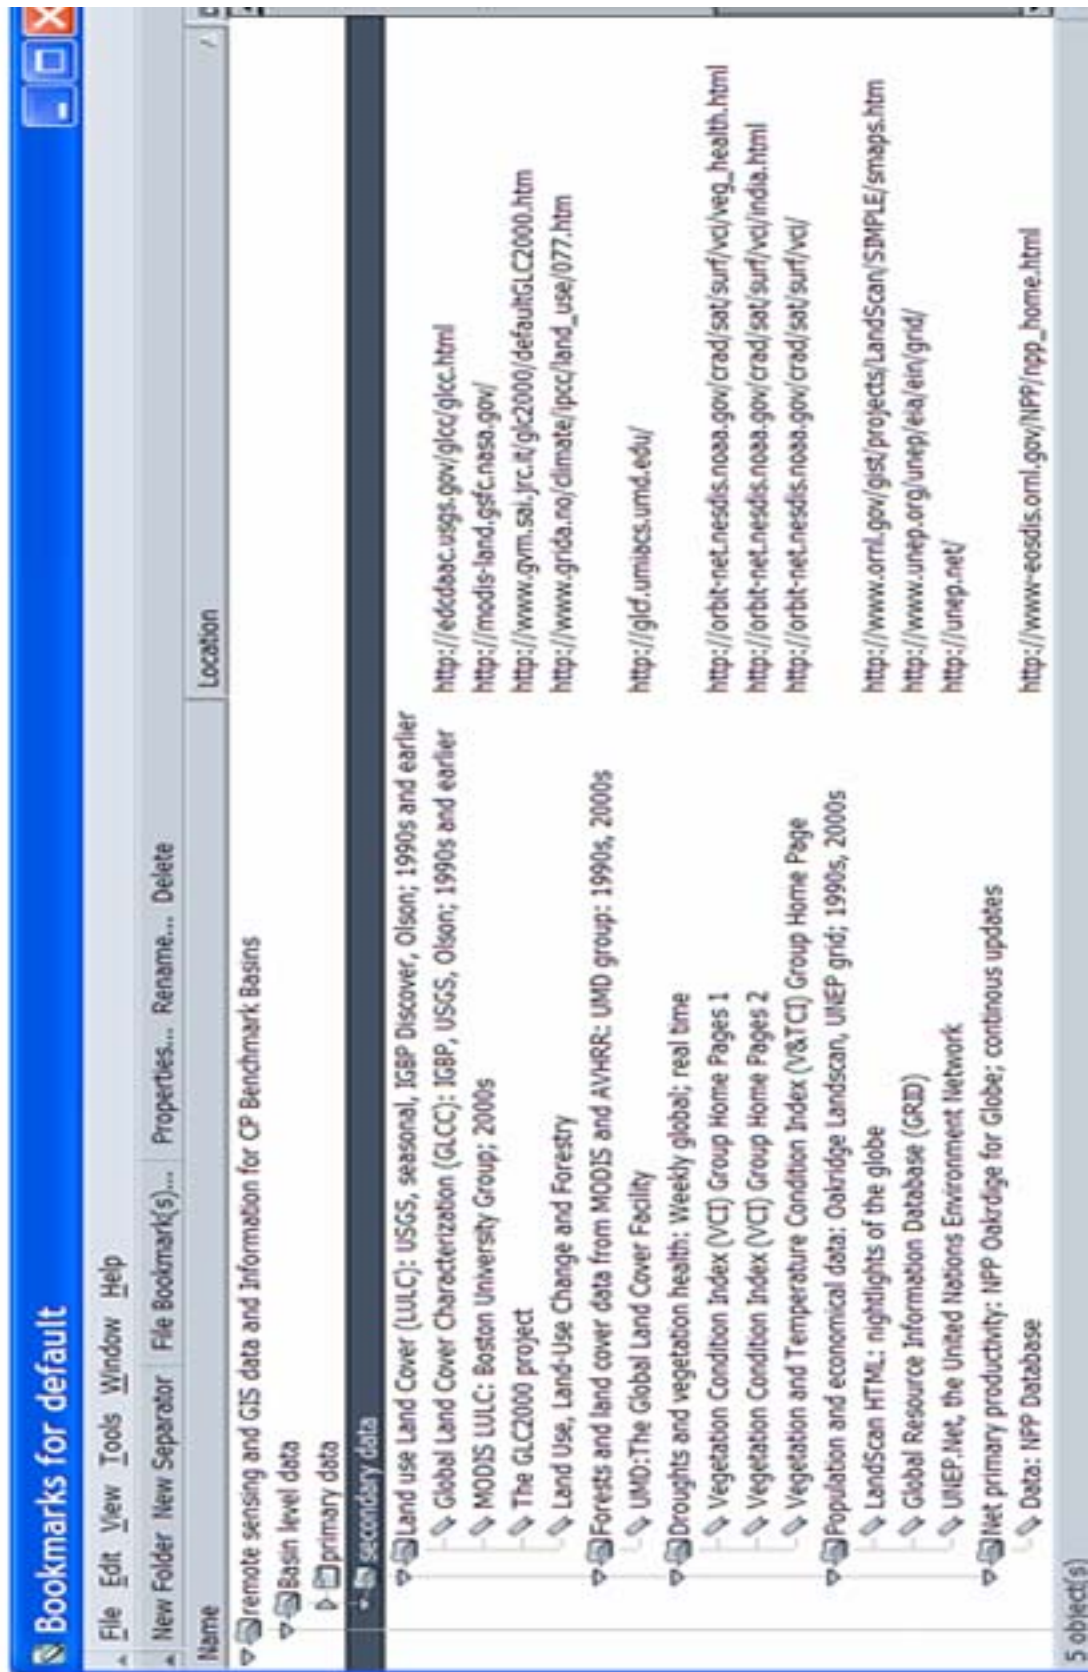 Bookmarks for default
File Edit View Tools Window Help
New Folder New Separator File Bookmark(s)... Properties... Rename... Delete
Name Location
remote sensing and GIS data and Information for CP Benchmark Basins
Basin level data
primary data
secondary data
Land use Land Cover (LULC): USGS, seasonal, IGBP Discover, Olson; 1990s and earlier
Global Land Cover Characterization (GLCC): IGBP, USGS, Olson; 1990s and earlier http://edcdaac.usgs.gov/glcc/glcc.html
MODIS LULC: Boston University Group; 2000s http://modis-land.gsfc.nasa.gov/
The GLC2000 project http://www.gvm.sai.jrc.it/glc2000/defaultGLC2000.htm
Land Use, Land-Use Change and Forestry http://www.grida.no/climate/ipcc/land_use/077.htm
Forests and land cover data from MODIS and AVHRR: UMD group: 1990s, 2000s
UMD:The Global Land Cover Facility http://glcf.umiacs.umd.edu/
Droughts and vegetation health: Weekly global; real time
Vegetation Condition Index (VCI) Group Home Pages 1 http://orbit-net.nesdis.noaa.gov/crad/sat/surf/vci/veg_health.html
Vegetation Condition Index (VCI) Group Home Pages 2 http://orbit-net.nesdis.noaa.gov/crad/sat/surf/vci/india.html
Vegetation and Temperature Condition Index (V&TCI) Group Home Page http://orbit-net.nesdis.noaa.gov/crad/sat/surf/vci/
Population and economical data: Oakridge Landscan, UNEP grid; 1990s, 2000s
LandScan HTML: nightlights of the globe http://www.ornl.gov/gist/projects/LandScan/SIMPLE/smaps.htm
Global Resource Information Database (GRID) http://www.unep.org/unep/eia/ein/grid/
UNEP.Net, the United Nations Environment Network http://unep.net/
Net primary productivity: NPP Oakrdige for Globe; continous updates
Data: NPP Database http://www-eosdis.ornl.gov/NPP/npp_home.html
5 object(s)